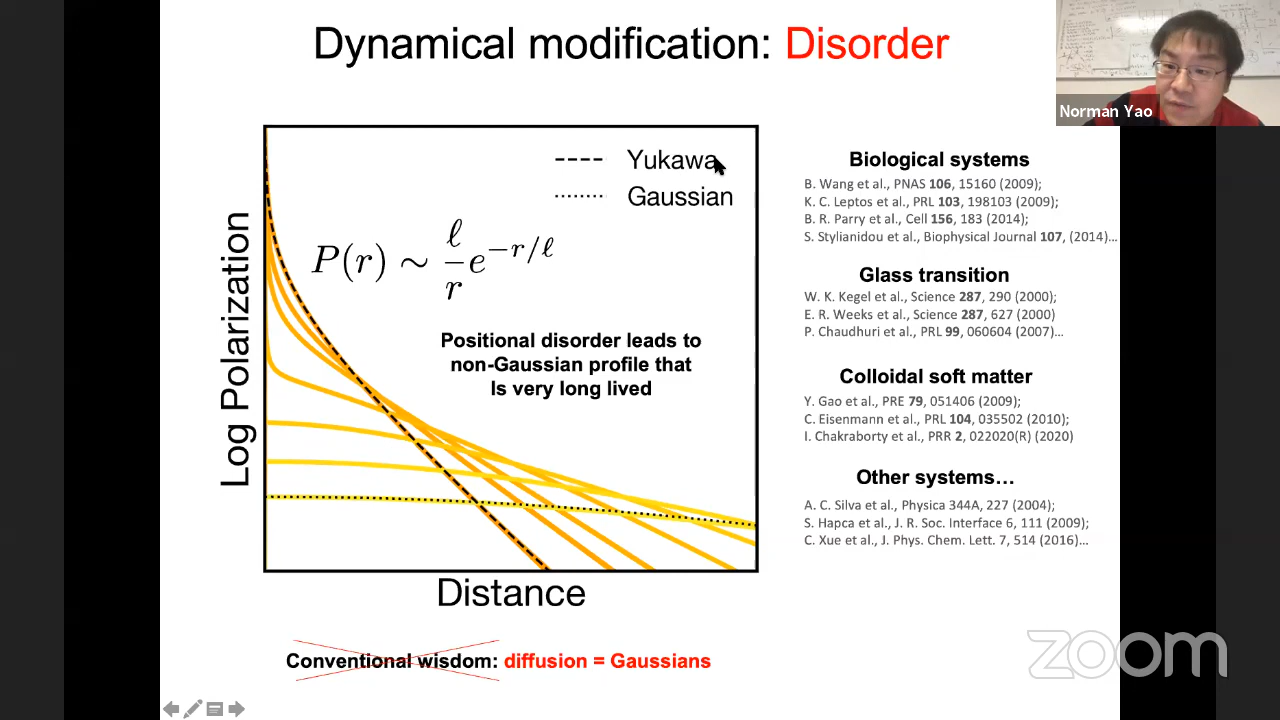 Dynamical modification: Disorder
Norman Yao
Yukawa
Gaussian
P(r) ∼ ℓ/r e^{−r/ℓ}
Positional disorder leads to
non-Gaussian profile that
Is very long lived
Log Polarization
Distance
Conventional wisdom: diffusion = Gaussians
Biological systems
B. Wang et al., PNAS 106, 15160 (2009);
K. C. Leptos et al., PRL 103, 198103 (2009);
B. R. Parry et al., Cell 156, 183 (2014);
S. Stylianidou et al., Biophysical Journal 107, (2014)…
Glass transition
W. K. Kegel et al., Science 287, 290 (2000);
E. R. Weeks et al., Science 287, 627 (2000)
P. Chaudhuri et al., PRL 99, 060604 (2007)…
Colloidal soft matter
Y. Gao et al., PRE 79, 051406 (2009);
C. Eisenmann et al., PRL 104, 035502 (2010);
I. Chakraborty et al., PRR 2, 022020(R) (2020)
Other systems…
A. C. Silva et al., Physica 344A, 227 (2004);
S. Hapca et al., J. R. Soc. Interface 6, 111 (2009);
C. Xue et al., J. Phys. Chem. Lett. 7, 514 (2016)…
zoom